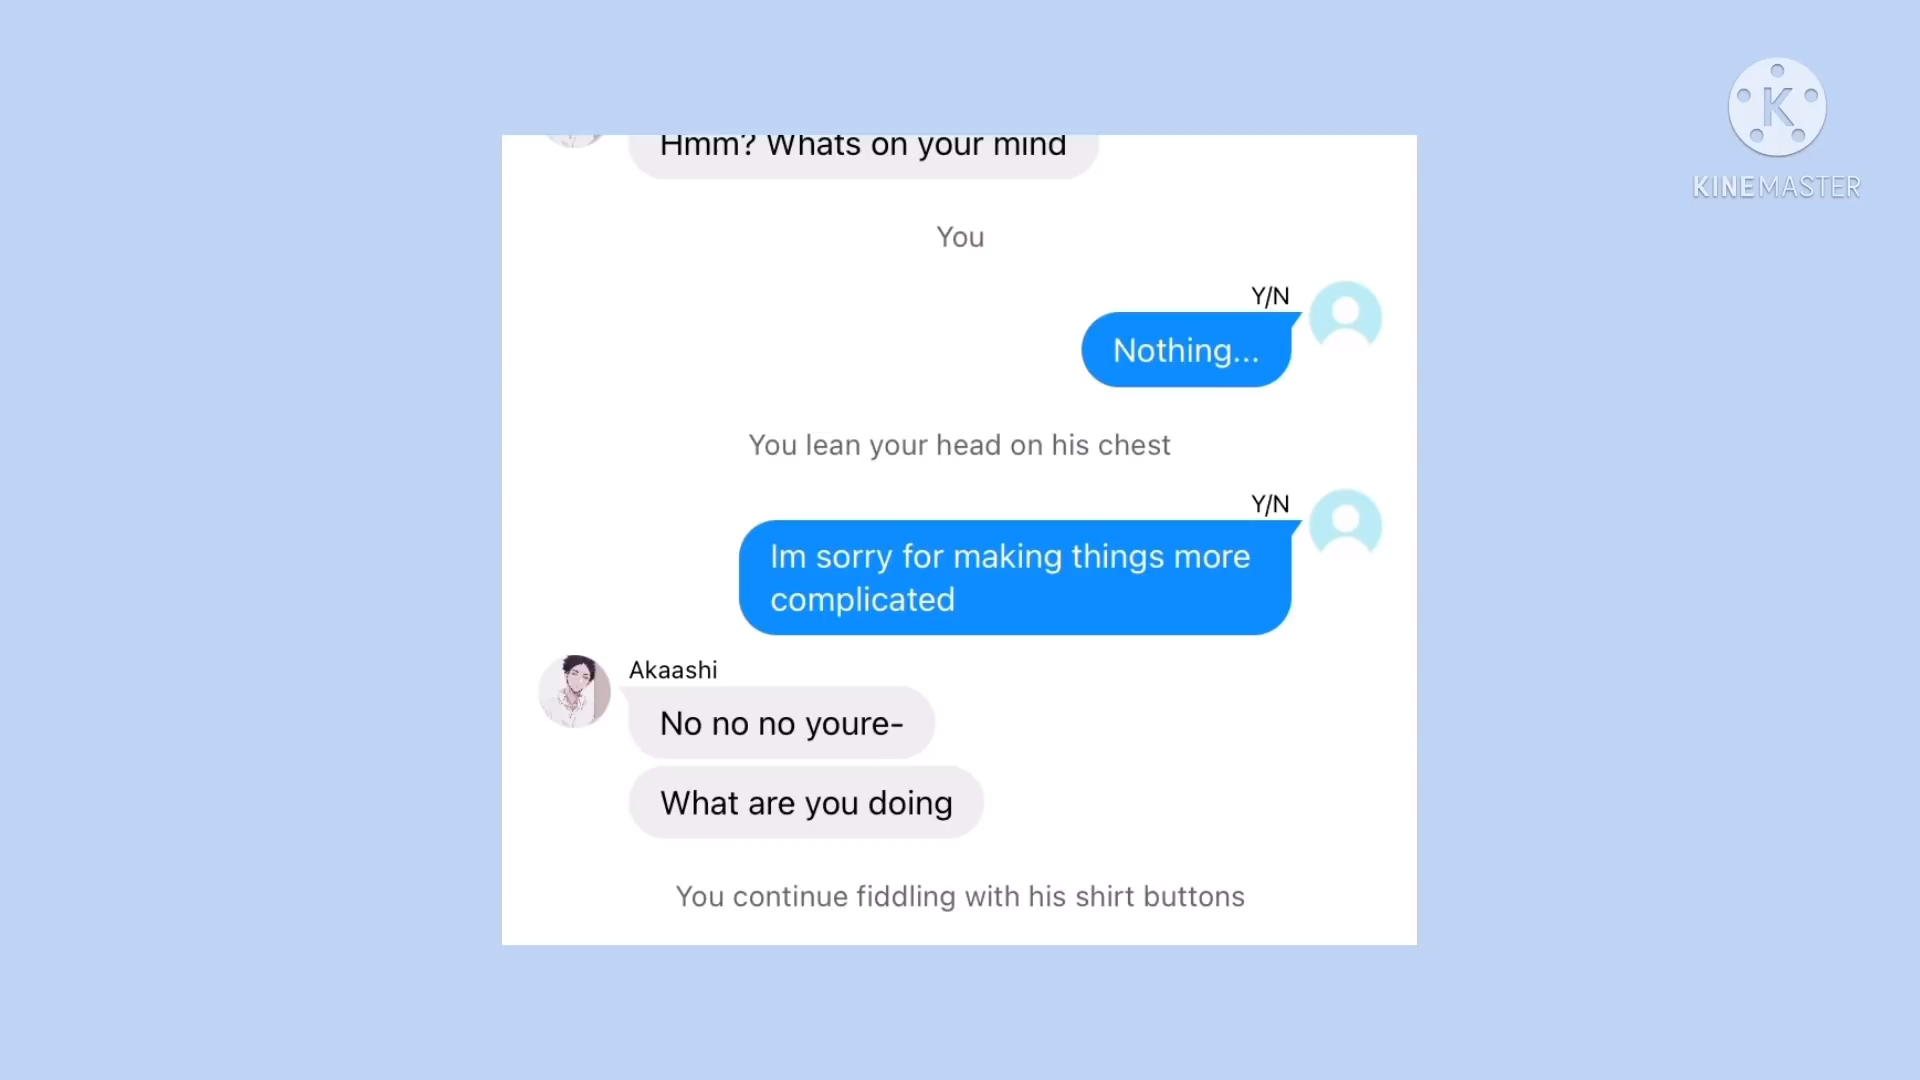 Hmm? Whats on your mind
K
KINEMASTER
You
Y/N
Nothing...
You lean your head on his chest
Y/N
Im sorry for making things more
complicated
Akaashi
No no no youre-
What are you doing
You continue fiddling with his shirt buttons